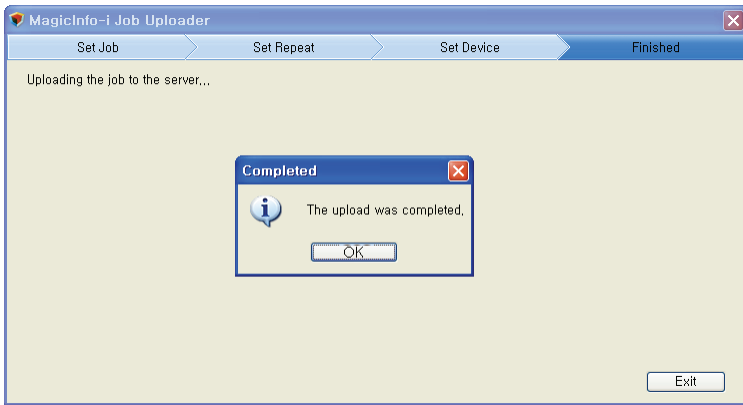 MagicInfo-i Job Uploader
Set Job
Set Repeat
Set Device
Finished
Uploading the job to the server...
Completed
The upload was completed.
OK
Exit